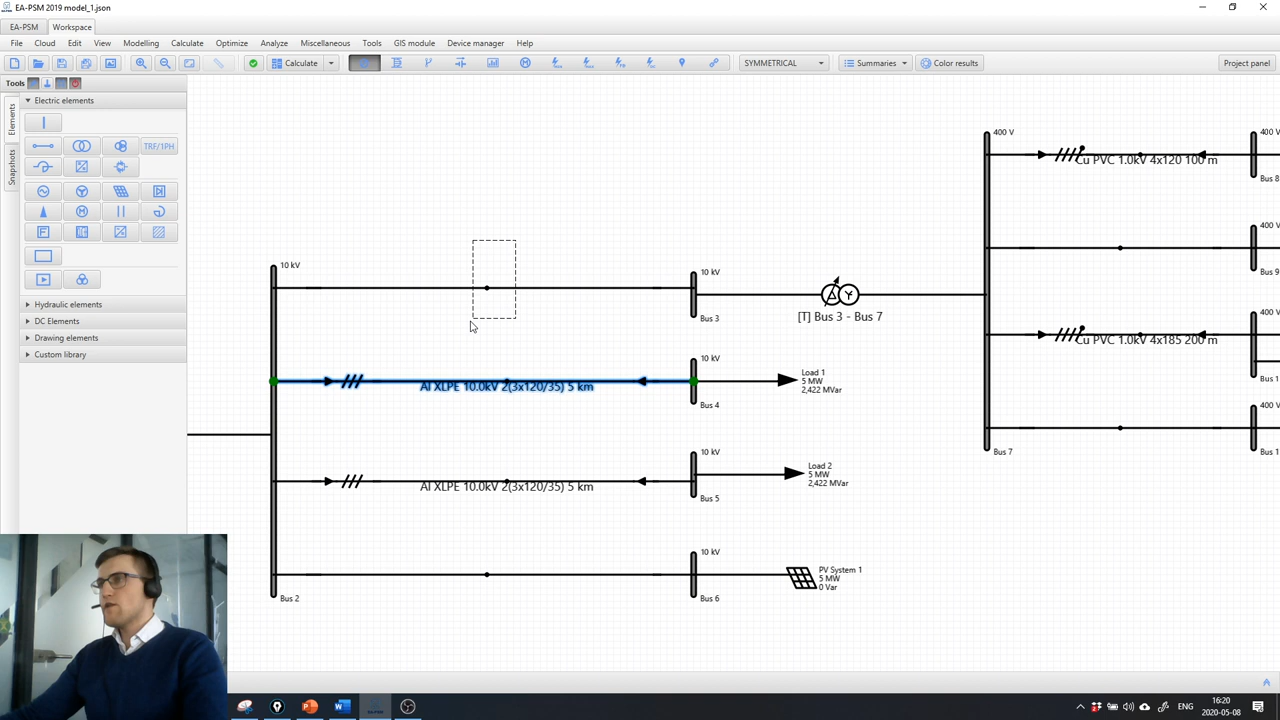 EA-PSM 2019 model_1.json
EA-PSM
Workspace
File Cloud Edit View Modelling Calculate Optimize Analyze Miscellaneous Tools GIS module Device manager Help
Calculate SYMMETRICAL Summaries Color results Project panel
Tools
Elements
Snapshots
Electric elements
TRF/1PH
Hydraulic elements
DC Elements
Drawing elements
Custom library
400 V
400 V
Cu PVC 1.0kV 4x120 100 m
Bus 8
400 V
Bus 9
10 kV
10 kV
Bus 3
[T] Bus 3 - Bus 7
400 V
Cu PVC 1.0kV 4x185 200 m
Bus 1
10 kV
Al XLPE 10.0kV 2(3x120/35) 5 km
Load 1
5 MW
2,422 MVar
Bus 4
400 V
Bus 1
Bus 7
10 kV
Al XLPE 10.0kV 2(3x120/35) 5 km
Load 2
5 MW
2,422 MVar
Bus 5
10 kV
PV System 1
5 MW
0 Var
Bus 2
Bus 6
ENG
16:20
2020-05-08